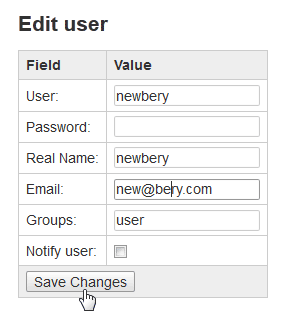 Edit user
Field Value
User: newbery
Password:
Real Name: newbery
Email: new@bery.com
Groups: user
Notify user:
Save Changes